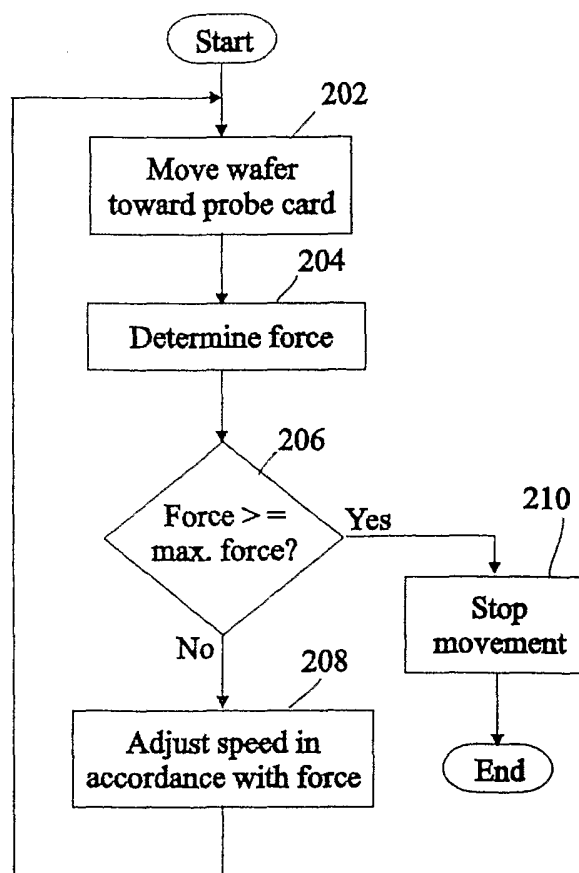 Start
202
Move wafer
toward probe card
204
Determine force
206
Force > =
max. force?
Yes
210
Stop
movement
No
208
Adjust speed in
accordance with force
End